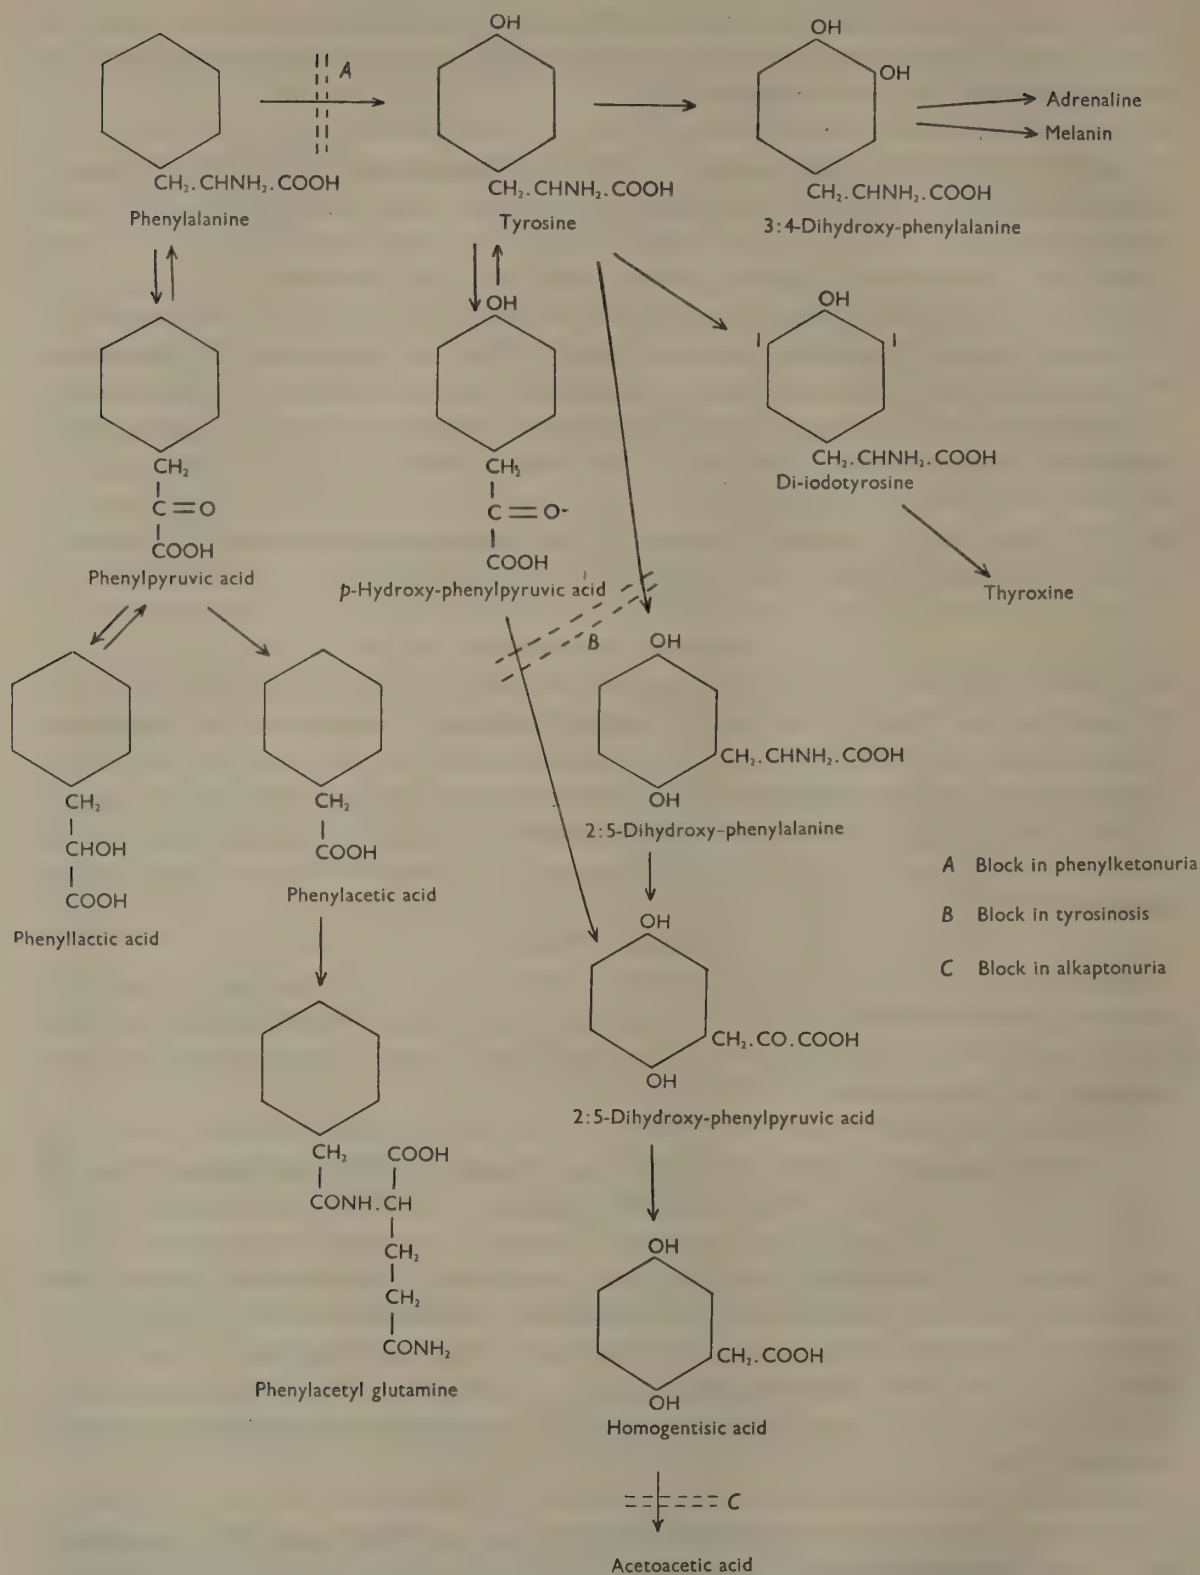 OH
OH
A
OH
Adrenaline
Melanin
CH₂.CHNH₂.COOH
CH₂.CHNH₂.COOH
CH₂.CHNH₂.COOH
Phenylalanine
Tyrosine
3:4-Dihydroxy-phenylalanine
OH
OH
I
I
CH₂
CH₂
CH₂.CHNH₂.COOH
Di-iodotyrosine
C=O
C=O
COOH
COOH
Phenylpyruvic acid
p-Hydroxy-phenylpyruvic acid
Thyroxine
B
OH
CH₂.CHNH₂.COOH
CH₂
CH₂
OH
2:5-Dihydroxy-phenylalanine
CHOH
COOH
A Block in phenylketonuria
COOH
Phenylacetic acid
B Block in tyrosinosis
OH
Phenyllactic acid
C Block in alkaptonuria
CH₂.CO.COOH
OH
2:5-Dihydroxy-phenylpyruvic acid
CH₂ COOH
CONH.CH
CH₂
OH
CH₂
CONH₂
CH₂.COOH
Phenylacetyl glutamine
OH
Homogentisic acid
C
Acetoacetic acid